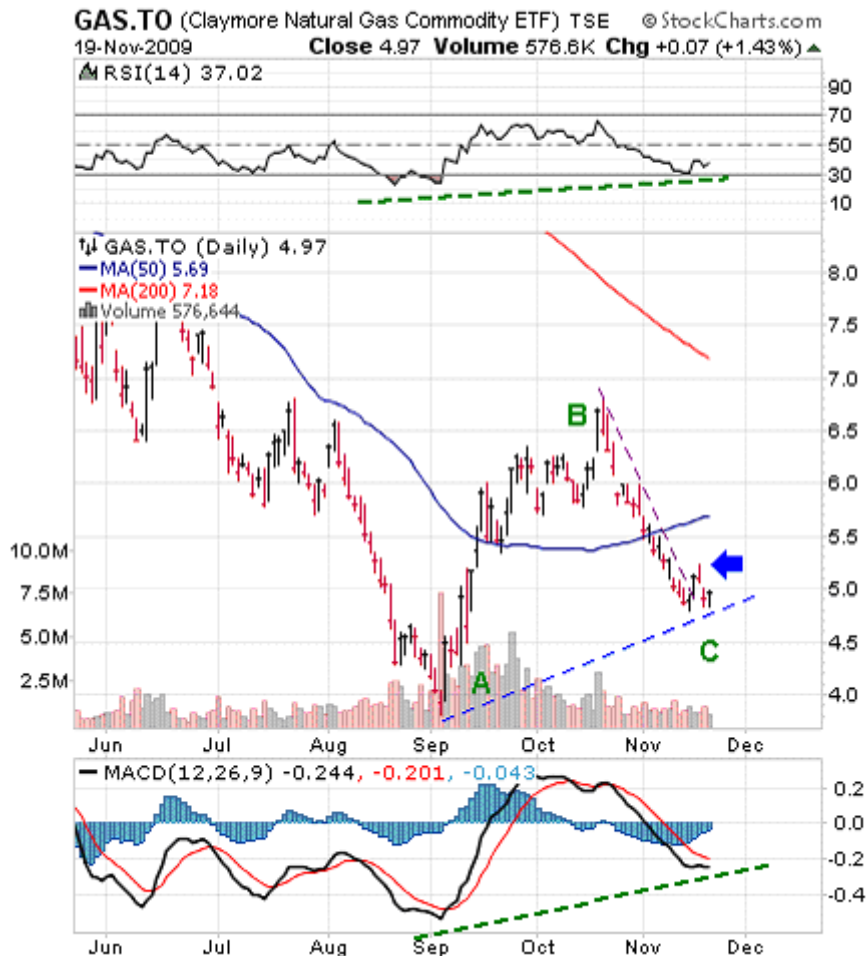 GAS.TO (Claymore Natural Gas Commodity ETF) TSE © StockCharts.com
19-Nov-2009 Close 4.97 Volume 576.6K Chg +0.07 (+1.43%)
RSI(14) 37.02
90
70
50
30
10
GAS.TO (Daily) 4.97
MA(50) 5.69
MA(200) 7.18
Volume 576,644
8.0
7.5
7.0
6.5
6.0
5.5
5.0
4.5
4.0
10.0M
7.5M
5.0M
2.5M
B
A
C
Jun Jul Aug Sep Oct Nov Dec
MACD(12,26,9) -0.244, -0.201, -0.043
0.2
0.0
-0.2
-0.4
Jun Jul Aug Sep Oct Nov Dec